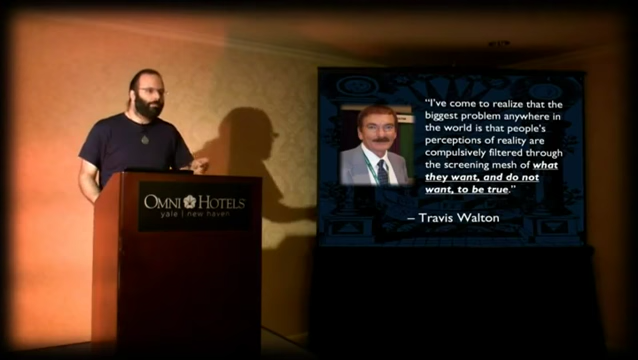 OMNI HOTELS
yale | new haven
“I’ve come to realize that the
biggest problem anywhere in
the world is that people’s
perceptions of reality are
compulsively filtered through
the screening mesh of what
they want, and do not
want, to be true.”
– Travis Walton